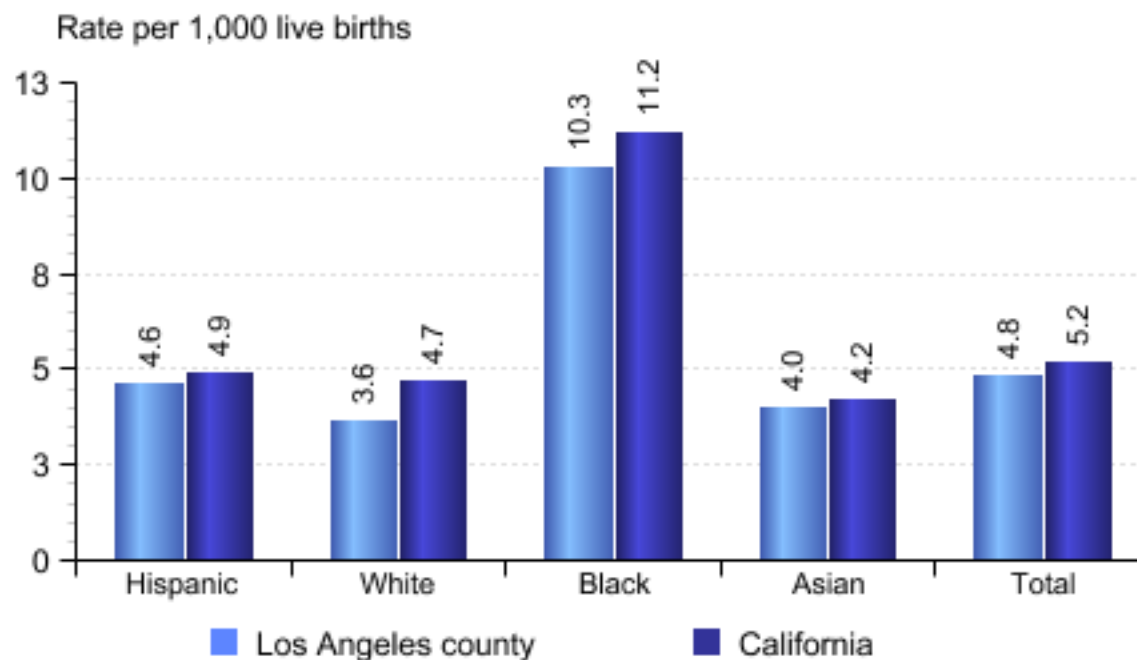 Rate per 1,000 live births
13
10
8
5
3
0
4.6 4.9 3.6 4.7 10.3 11.2 4.0 4.2 4.8 5.2
Hispanic White Black Asian Total
Los Angeles county California